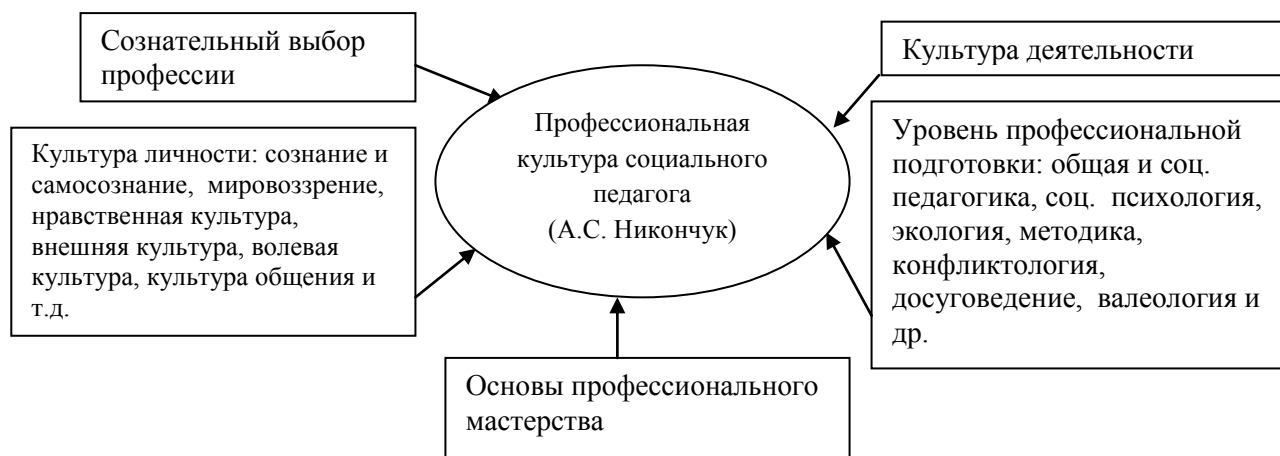 Сознательный выбор
профессии
Культура деятельности
Профессиональная
культура социального
педагога
(А.С. Никончук)
Культура личности: сознание и
самосознание, мировоззрение,
нравственная культура,
внешняя культура, волевая
культура, культура общения и
т.д.
Уровень профессиональной
подготовки: общая и соц.
педагогика, соц. психология,
экология, методика,
конфликтология,
досуговедение, валеология и
др.
Основы профессионального
мастерства